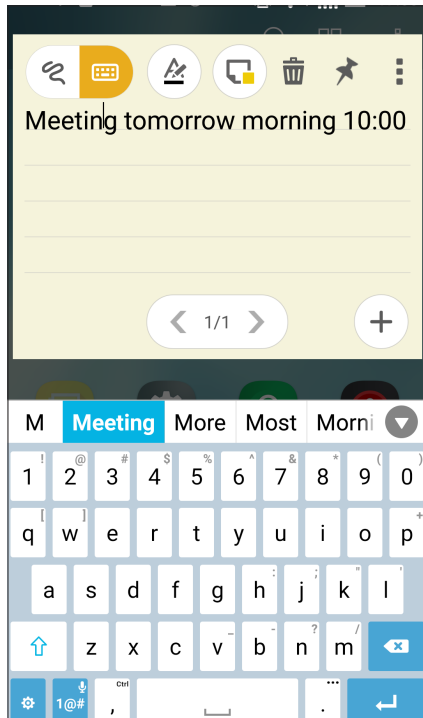 Meeting tomorrow morning 10:00
1/1
M Meeting More Most Morni
! @ # $ % ^ & * ( )
1 2 3 4 5 6 7 8 9 0
[ ] +
q w e r t y u i o p
: ; " '
a s d f g h j k l
_ - ? /
z x c v b n m
Ctrl
1@# , .